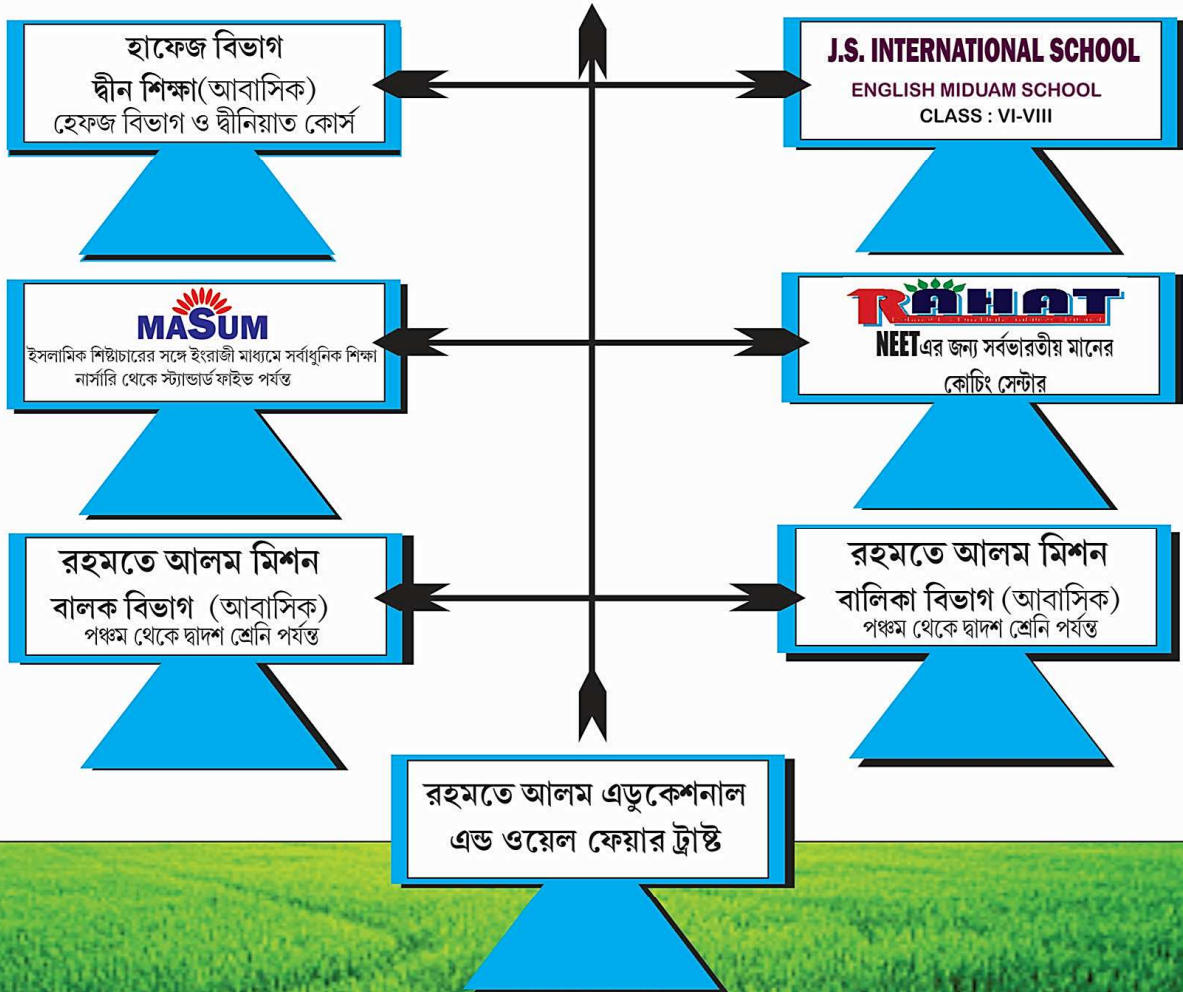 হাফেজ বিভাগ
দ্বীন শিক্ষা(আবাসিক)
হেফজ বিভাগ ও দ্বীনিয়াত কোর্স
J.S. INTERNATIONAL SCHOOL
ENGLISH MIDUAM SCHOOL
CLASS : VI-VIII
MASUM
ইসলামিক শিষ্টাচারের সঙ্গে ইংরাজী মাধ্যমে সর্বাধুনিক শিক্ষা
নার্সারি থেকে স্ট্যান্ডার্ড ফাইভ পর্যন্ত
RAHAT
NEETএর জন্য সর্বভারতীয় মানের
কোচিং সেন্টার
রহমতে আলম মিশন
বালক বিভাগ (আবাসিক)
পঞ্চম থেকে দ্বাদশ শ্রেনি পর্যন্ত
রহমতে আলম মিশন
বালিকা বিভাগ (আবাসিক)
পঞ্চম থেকে দ্বাদশ শ্রেনি পর্যন্ত
রহমতে আলম এডুকেশনাল
এন্ড ওয়েল ফেয়ার ট্রাষ্ট